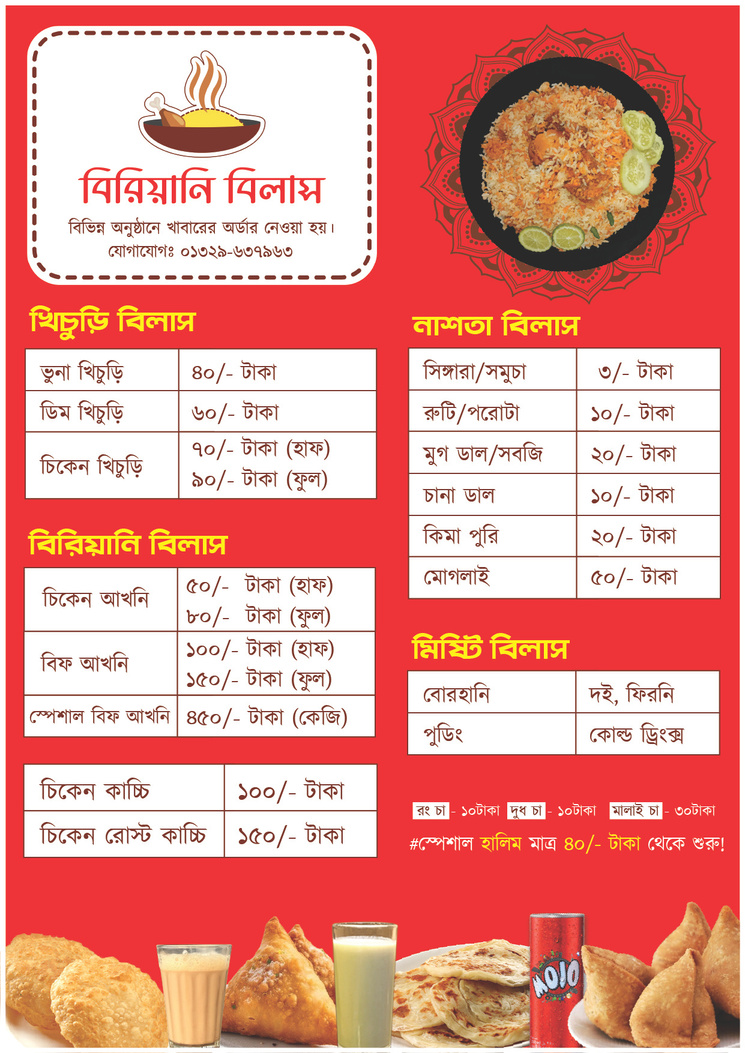 বিরিয়ানি বিলাস
বিভিন্ন অনুষ্ঠানে খাবারের অর্ডার নেওয়া হয়।
যোগাযোগঃ ০১৩২৯-৬৩৭৯৬৩
খিচুড়ি বিলাস
ভুনা খিচুড়ি ৪০/- টাকা
ডিম খিচুড়ি ৬০/- টাকা
চিকেন খিচুড়ি ৭০/- টাকা (হাফ)
৯০/- টাকা (ফুল)
বিরিয়ানি বিলাস
চিকেন আখনি ৫০/- টাকা (হাফ)
৮০/- টাকা (ফুল)
বিফ আখনি ১০০/- টাকা (হাফ)
১৫০/- টাকা (ফুল)
স্পেশাল বিফ আখনি ৪৫০/- টাকা (কেজি)
চিকেন কাচ্চি ১০০/- টাকা
চিকেন রোস্ট কাচ্চি ১৫০/- টাকা
নাশতা বিলাস
সিঙ্গারা/সমুচা ৩/- টাকা
রুটি/পরোটা ১০/- টাকা
মুগ ডাল/সবজি ২০/- টাকা
চানা ডাল ১০/- টাকা
কিমা পুরি ২০/- টাকা
মোগলাই ৫০/- টাকা
মিষ্টি বিলাস
বোরহানি দই, ফিরনি
পুডিং কোল্ড ড্রিংক্স
রং চা - ১০টাকা দুধ চা - ১০টাকা মালাই চা - ৩০টাকা
#স্পেশাল হালিম মাত্র ৪০/- টাকা থেকে শুরু!
MOJO